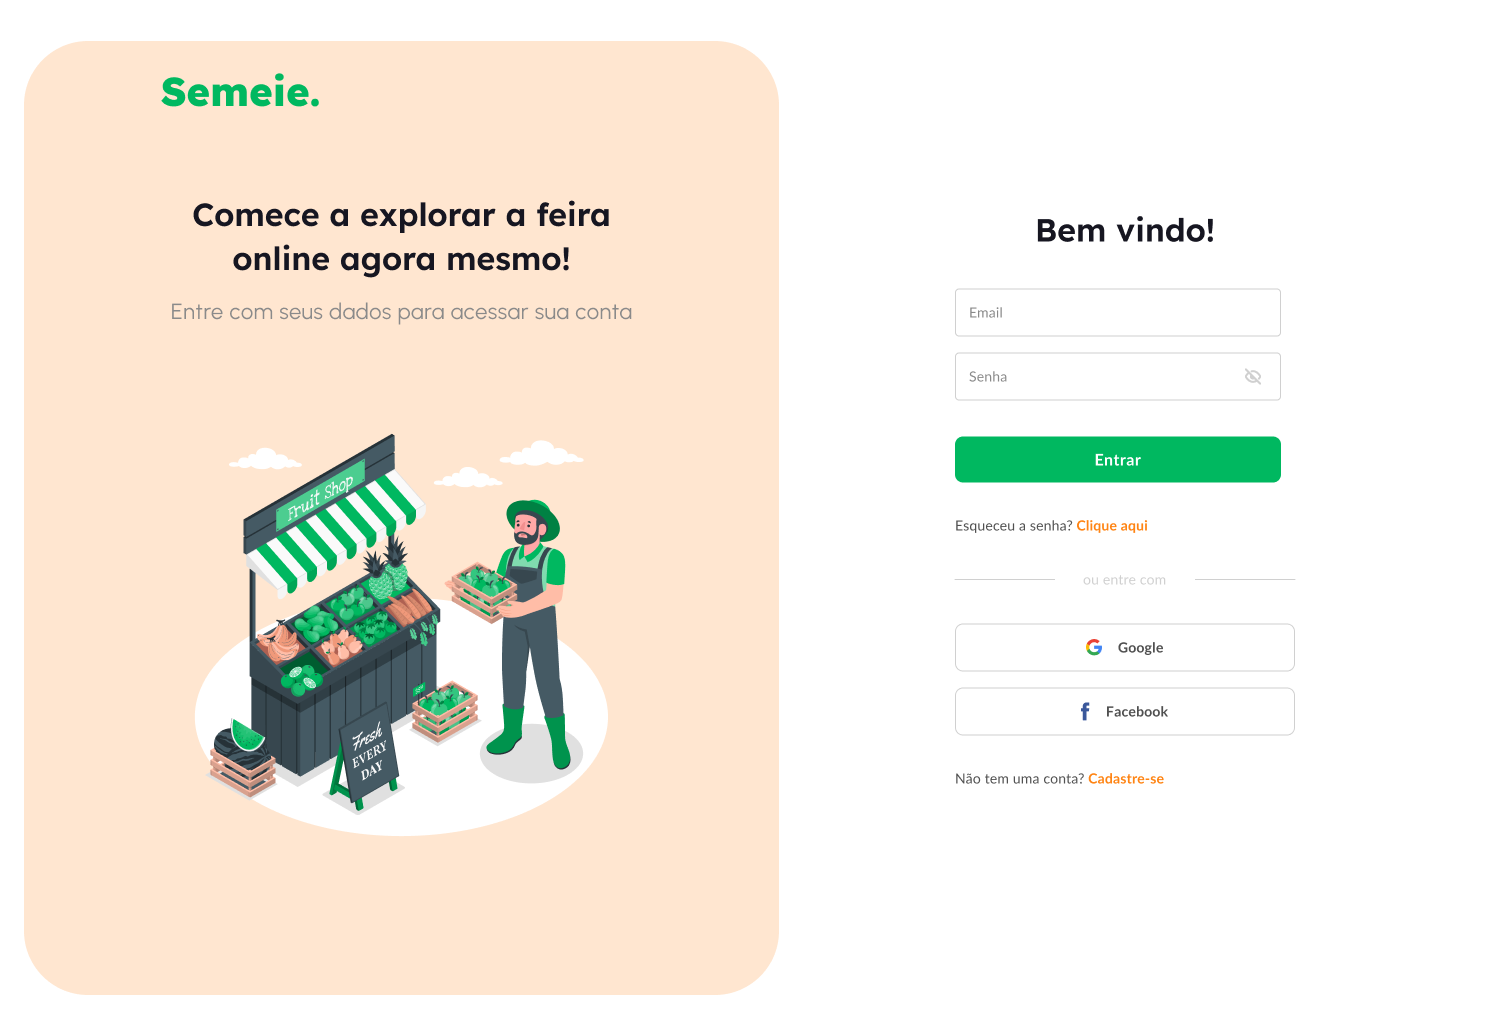 Semeie.
Comece a explorar a feira
online agora mesmo!
Entre com seus dados para acessar sua conta
Fruit Shop
Fresh
EVERY
DAY
Bem vindo!
Email
Senha
Entrar
Esqueceu a senha? Clique aqui
ou entre com
Google
Facebook
Não tem uma conta? Cadastre-se